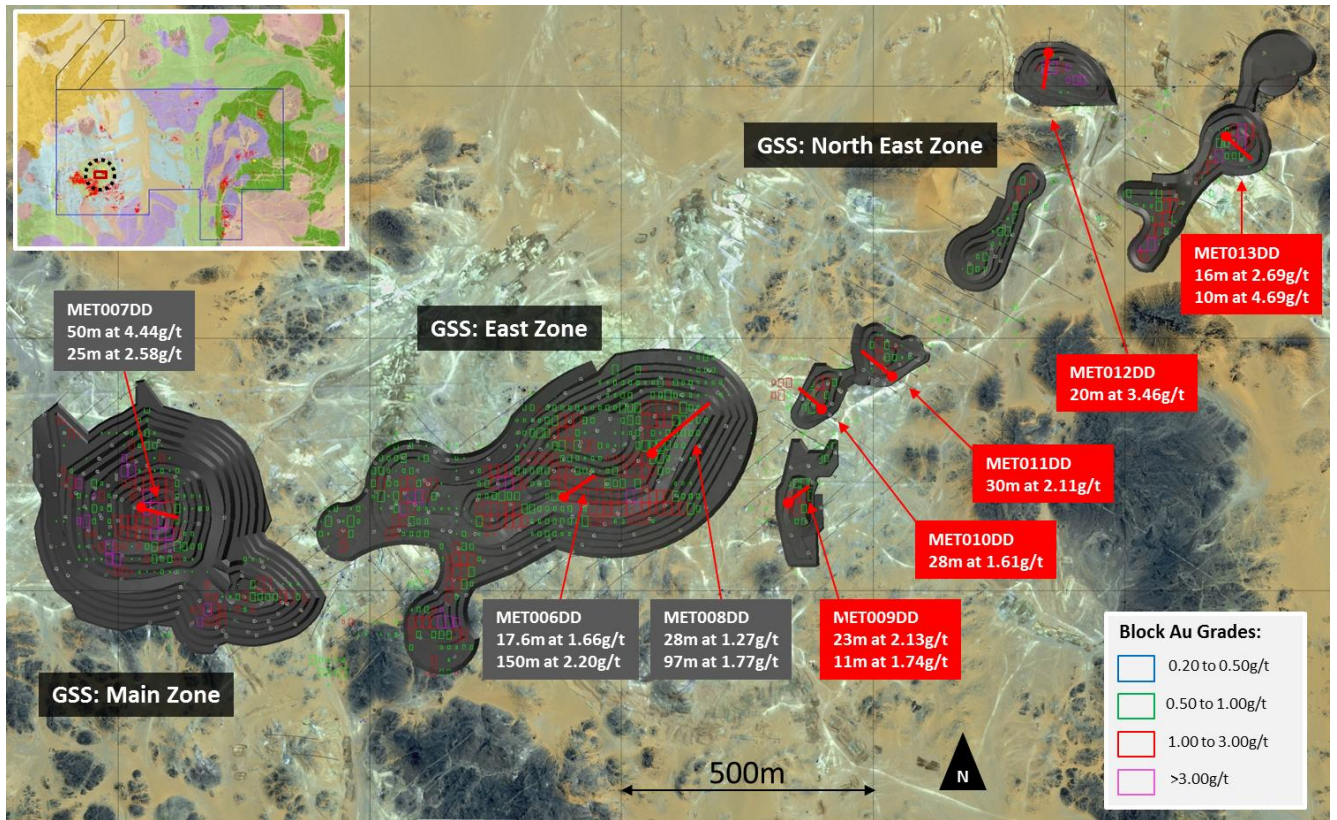 GSS: North East Zone
MET013DD
16m at 2.69g/t
10m at 4.69g/t
MET007DD
50m at 4.44g/t
25m at 2.58g/t
GSS: East Zone
MET012DD
20m at 3.46g/t
MET011DD
30m at 2.11g/t
MET010DD
28m at 1.61g/t
MET006DD
17.6m at 1.66g/t
150m at 2.20g/t
MET008DD
28m at 1.27g/t
97m at 1.77g/t
MET009DD
23m at 2.13g/t
11m at 1.74g/t
GSS: Main Zone
Block Au Grades:
0.20 to 0.50g/t
0.50 to 1.00g/t
1.00 to 3.00g/t
>3.00g/t
500m
N